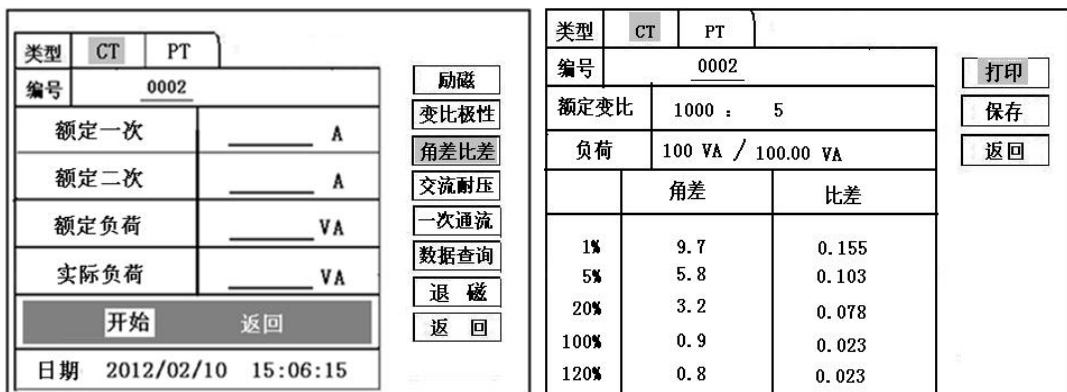 类型 CT PT
编号 0002
额定一次 A
额定二次 A
额定负荷 VA
实际负荷 VA
开始 返回
日期 2012/02/10 15:06:15
励磁
变比极性
角差比差
交流耐压
一次通流
数据查询
退 磁
返 回
类型 CT PT
编号 0002
额定变比 1000 : 5
负荷 100 VA / 100.00 VA
角差 比差
1% 9.7 0.155
5% 5.8 0.103
20% 3.2 0.078
100% 0.9 0.023
120% 0.8 0.023
打印
保存
返回